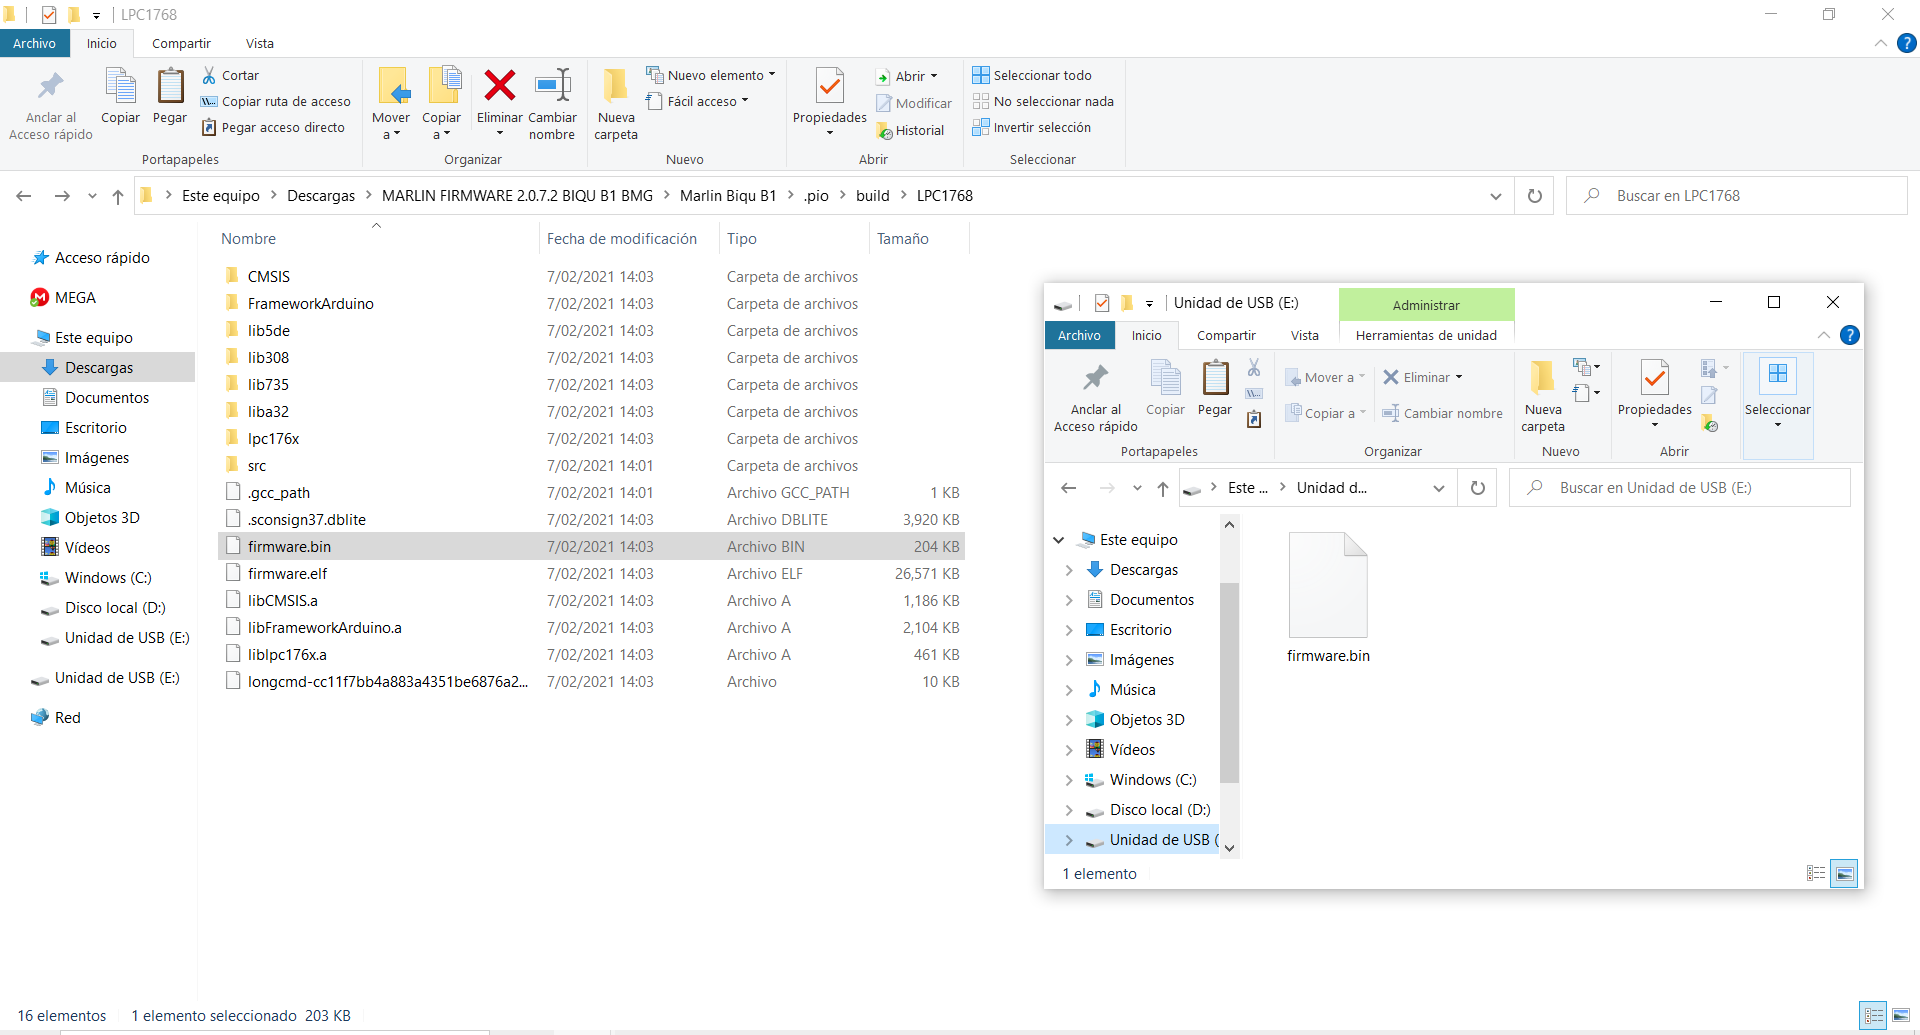 LPC1768
Archivo Inicio Compartir Vista
Anclar al Acceso rápido
Copiar
Pegar
Cortar
Copiar ruta de acceso
Pegar acceso directo
Portapapeles
Mover a
Copiar a
Eliminar
Cambiar nombre
Organizar
Nueva carpeta
Nuevo elemento
Fácil acceso
Nuevo
Propiedades
Abrir
Modificar
Historial
Abrir
Seleccionar todo
No seleccionar nada
Invertir selección
Seleccionar
Este equipo > Descargas > MARLIN FIRMWARE 2.0.7.2 BIQU B1 BMG > Marlin Biqu B1 > .pio > build > LPC1768
Buscar en LPC1768
Acceso rápido
MEGA
Este equipo
Descargas
Documentos
Escritorio
Imágenes
Música
Objetos 3D
Vídeos
Windows (C:)
Disco local (D:)
Unidad de USB (E:)
Unidad de USB (E:)
Red
Nombre Fecha de modificación Tipo Tamaño
CMSIS 7/02/2021 14:03 Carpeta de archivos
FrameworkArduino 7/02/2021 14:03 Carpeta de archivos
lib5de 7/02/2021 14:03 Carpeta de archivos
lib308 7/02/2021 14:03 Carpeta de archivos
lib735 7/02/2021 14:03 Carpeta de archivos
liba32 7/02/2021 14:03 Carpeta de archivos
lpc176x 7/02/2021 14:03 Carpeta de archivos
src 7/02/2021 14:01 Carpeta de archivos
.gcc_path 7/02/2021 14:01 Archivo GCC_PATH 1 KB
.sconsign37.dblite 7/02/2021 14:03 Archivo DBLITE 3,920 KB
firmware.bin 7/02/2021 14:03 Archivo BIN 204 KB
firmware.elf 7/02/2021 14:03 Archivo ELF 26,571 KB
libCMSIS.a 7/02/2021 14:03 Archivo A 1,186 KB
libFrameworkArduino.a 7/02/2021 14:03 Archivo A 2,104 KB
liblpc176x.a 7/02/2021 14:03 Archivo A 461 KB
longcmd-cc11f7bb4a883a4351be6876a2... 7/02/2021 14:03 Archivo 10 KB
Unidad de USB (E:)
Administrar
Archivo Inicio Compartir Vista Herramientas de unidad
Anclar al Acceso rápido
Copiar
Pegar
Portapapeles
Mover a
Copiar a
Eliminar
Cambiar nombre
Organizar
Nueva carpeta
Nuevo
Propiedades
Abrir
Seleccionar
Este ... > Unidad d...
Buscar en Unidad de USB (E:)
Este equipo
Descargas
Documentos
Escritorio
Imágenes
Música
Objetos 3D
Vídeos
Windows (C:)
Disco local (D:)
Unidad de USB (
firmware.bin
1 elemento
16 elementos 1 elemento seleccionado 203 KB